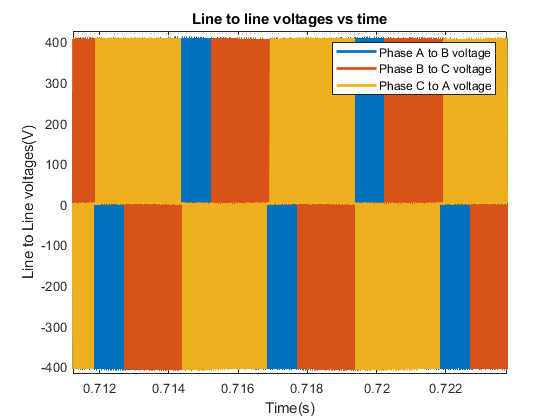 Line to line voltages vs time
Phase A to B voltage
Phase B to C voltage
Phase C to A voltage
Line to Line voltages(V)
400
300
200
100
0
-100
-200
-300
-400
0.712
0.714
0.716
0.718
0.72
0.722
Time(s)